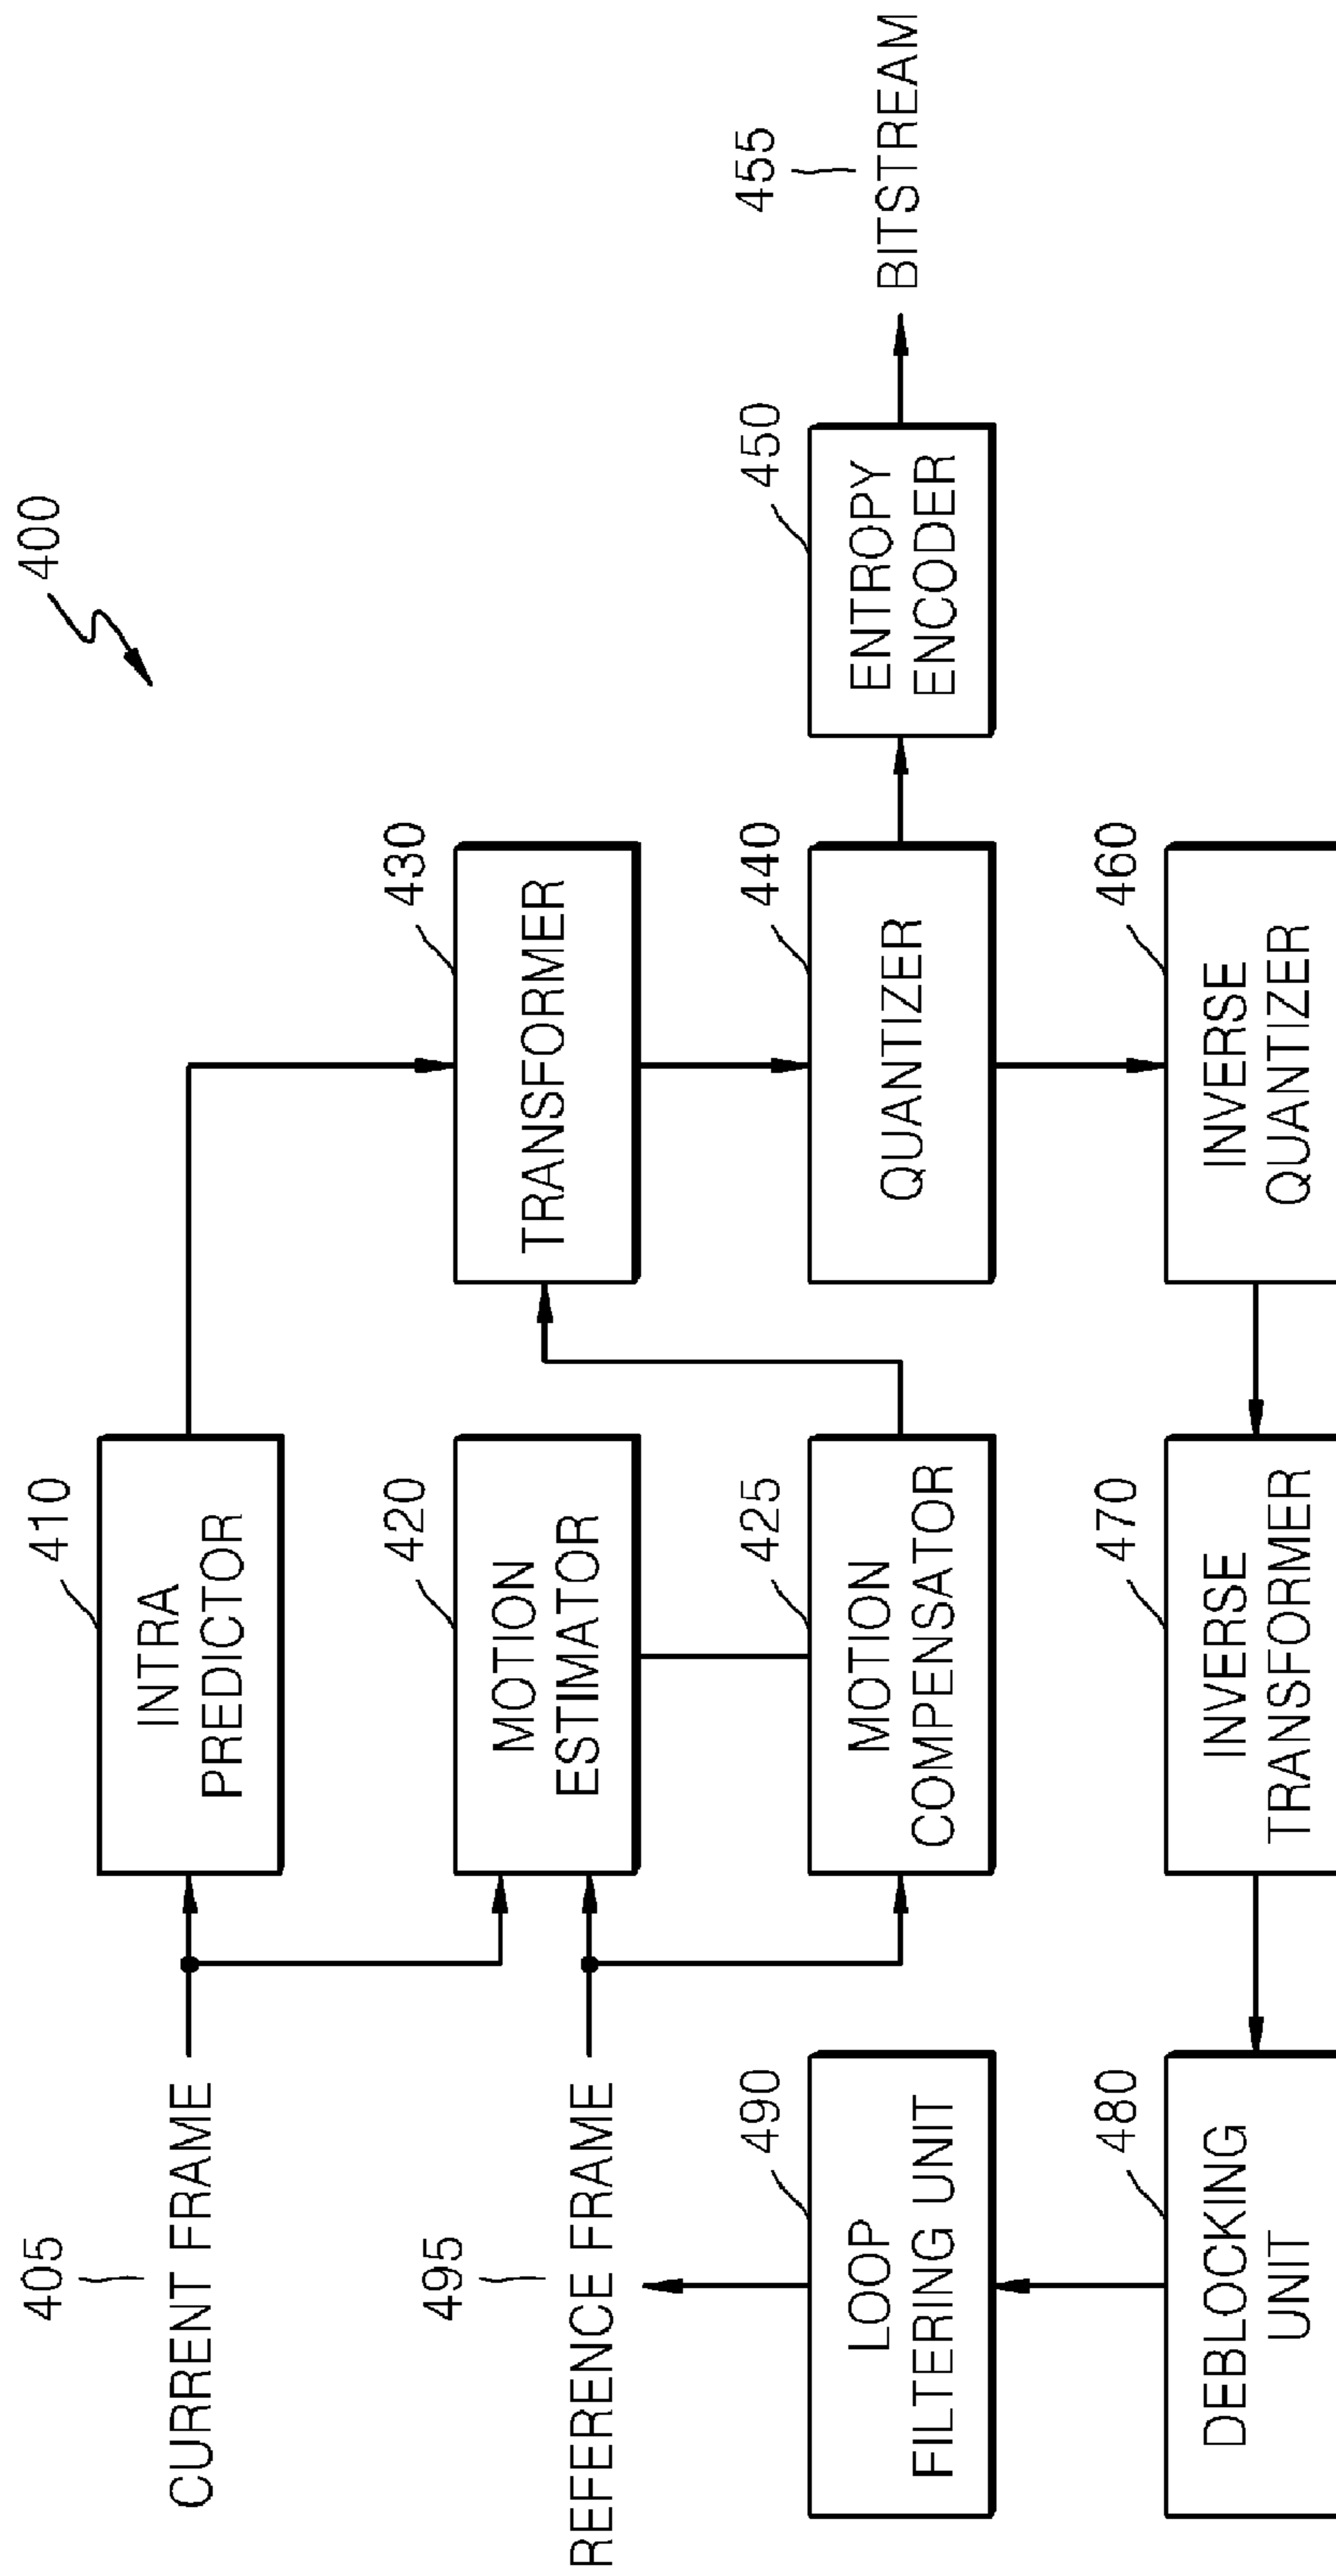 400
405
CURRENT FRAME
410
INTRA
PREDICTOR
495
REFERENCE FRAME
420
MOTION
ESTIMATOR
430
TRANSFORMER
490
LOOP
FILTERING UNIT
425
MOTION
COMPENSATOR
440
QUANTIZER
450
ENTROPY
ENCODER
455
BITSTREAM
480
DEBLOCKING
UNIT
470
INVERSE
TRANSFORMER
460
INVERSE
QUANTIZER